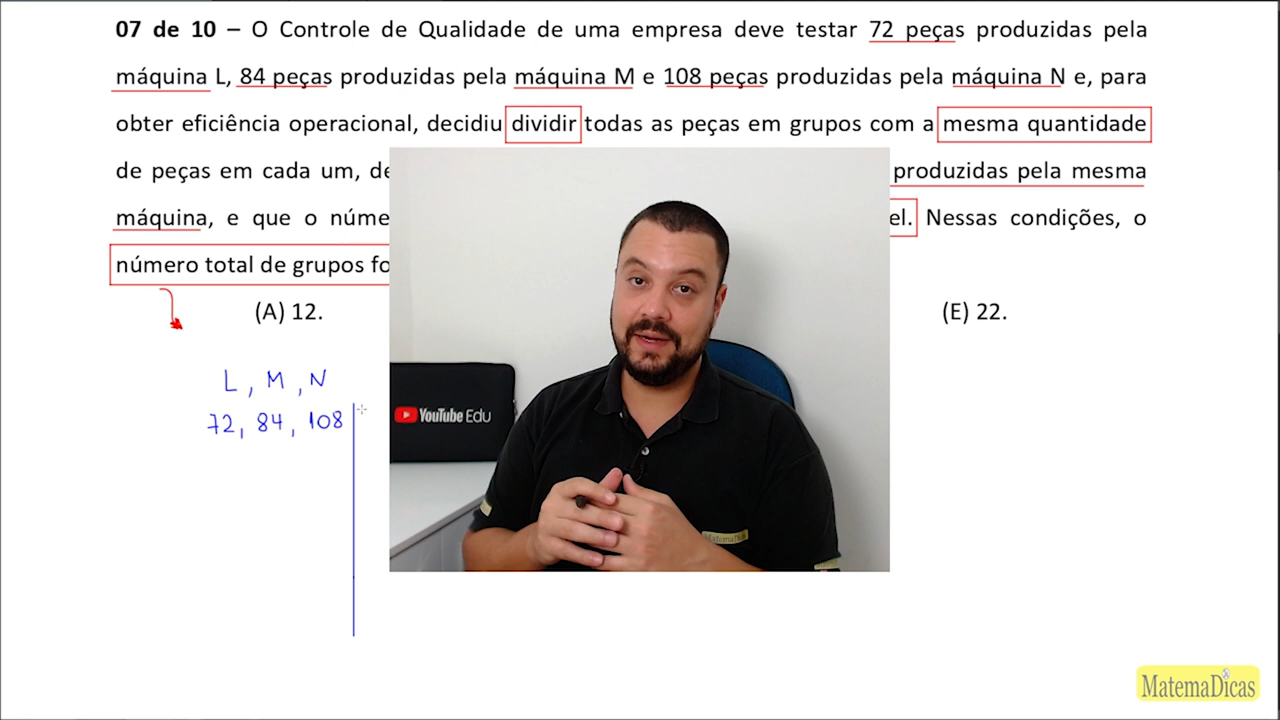 07 de 10 – O Controle de Qualidade de uma empresa deve testar 72 peças produzidas pela
máquina L, 84 peças produzidas pela máquina M e 108 peças produzidas pela máquina N e, para
obter eficiência operacional, decidiu dividir todas as peças em grupos com a mesma quantidade
de peças em cada um, de produzidas pela mesma
máquina, e que o núme el. Nessas condições, o
número total de grupos fo
(A) 12. (E) 22.
L, M, N
72, 84, 108
YouTube Edu
MatemaDicas